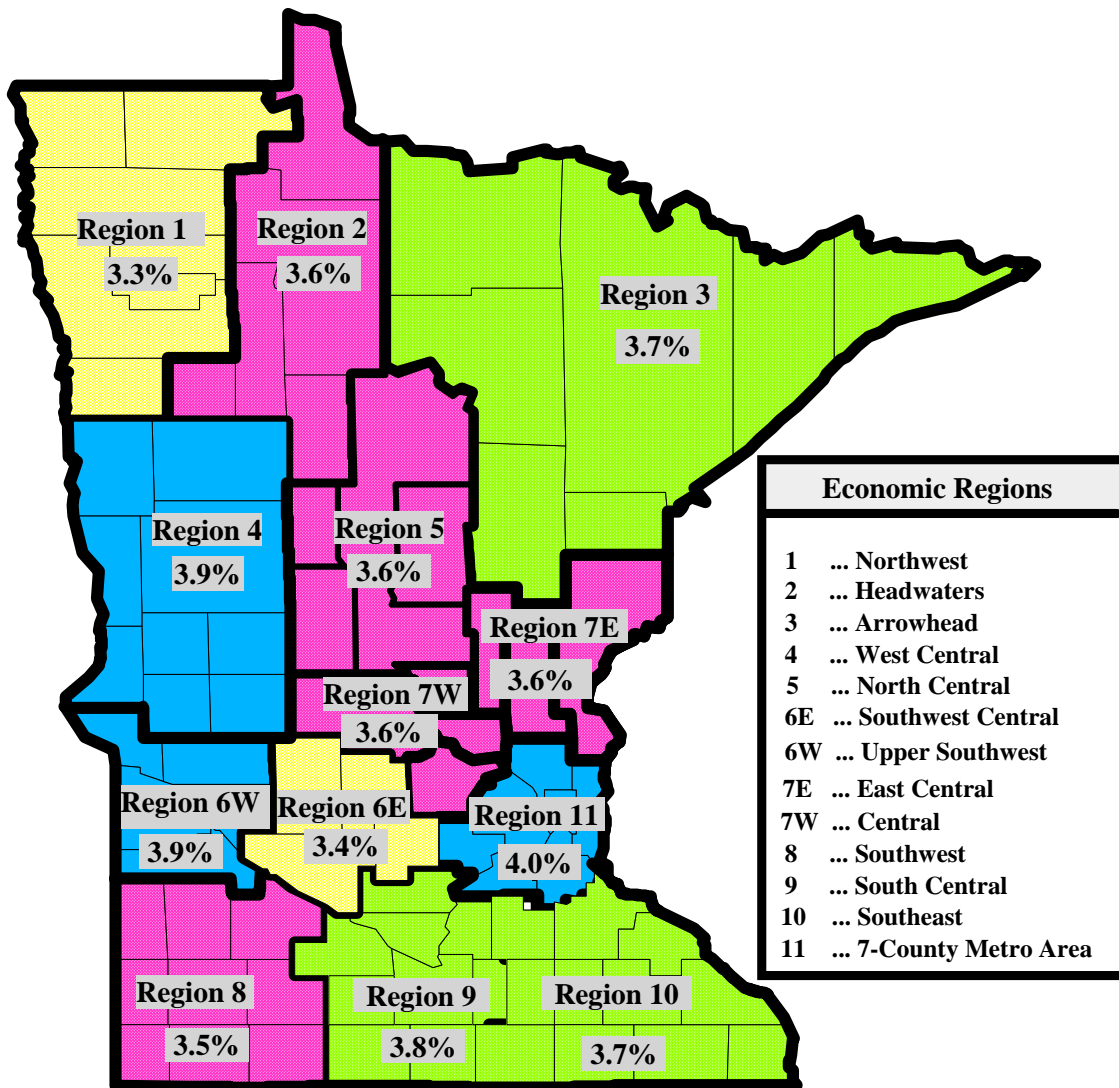 Region 1
3.3%
Region 2
3.6%
Region 3
3.7%
Region 4
3.9%
Region 5
3.6%
Region 7E
3.6%
Region 7W
3.6%
Region 6W
3.9%
Region 6E
3.4%
Region 11
4.0%
Region 8
3.5%
Region 9
3.8%
Region 10
3.7%
Economic Regions
1 ... Northwest
2 ... Headwaters
3 ... Arrowhead
4 ... West Central
5 ... North Central
6E ... Southwest Central
6W ... Upper Southwest
7E ... East Central
7W ... Central
8 ... Southwest
9 ... South Central
10 ... Southeast
11 ... 7-County Metro Area